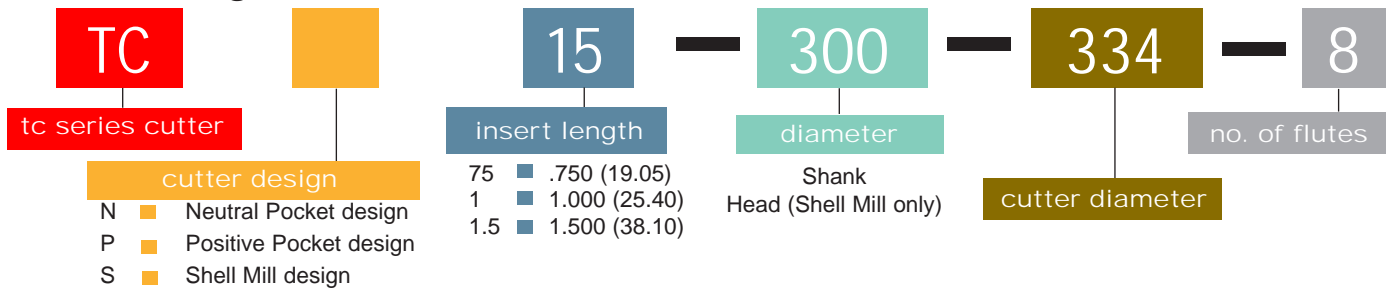 TC 15 — 300 — 334 — 8
tc series cutter
insert length
diameter
no. of flutes
cutter design
cutter diameter
75 .750 (19.05)
1 1.000 (25.40)
1.5 1.500 (38.10)
Shank
Head (Shell Mill only)
N Neutral Pocket design
P Positive Pocket design
S Shell Mill design